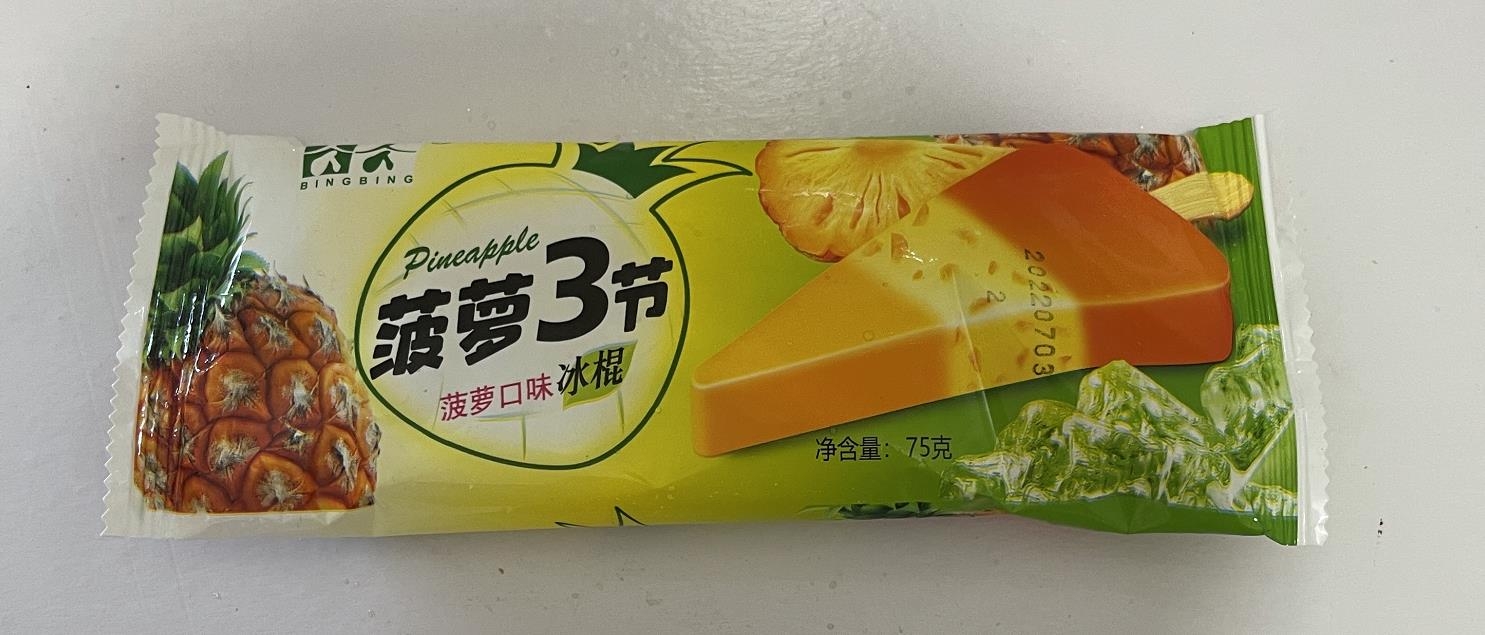 BINGBING
Pineapple
菠萝3节
菠萝口味冰棍
20220703
2
净含量：75克